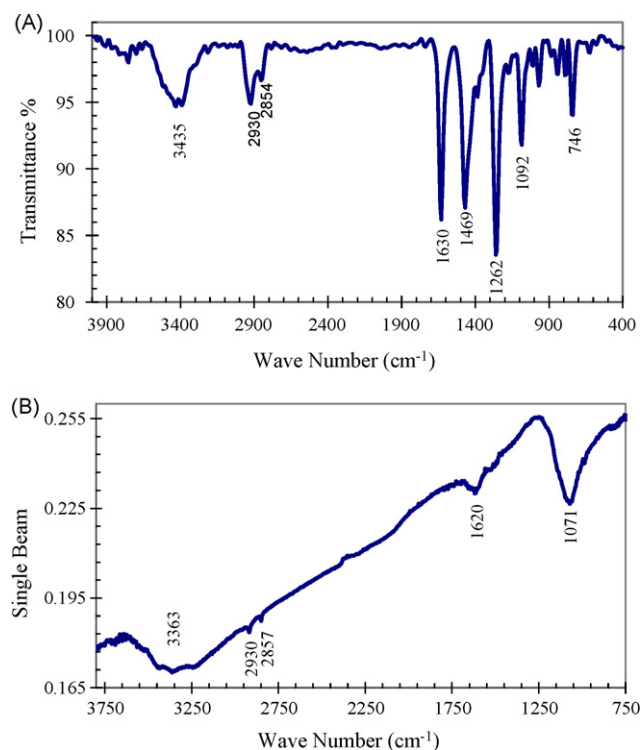 (A)
100
95
90
85
80
Transmittance %
3435
2930
2854
1630
1469
1262
1092
746
3900 3400 2900 2400 1900 1400 900 400
Wave Number (cm⁻¹)
(B)
0.255
0.225
0.195
0.165
Single Beam
3363
2930
2857
1620
1071
3750 3250 2750 2250 1750 1250 750
Wave Number (cm⁻¹)